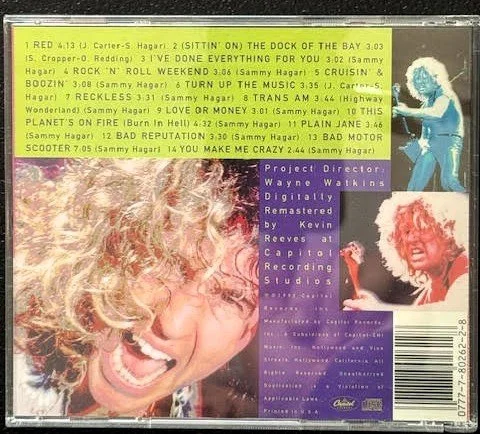 1 RED 4:13 (J. Carter-S. Hagar) 2 (SITTIN' ON) THE DOCK OF THE BAY 3:03
(S. Cropper-O. Redding) 3 I'VE DONE EVERYTHING FOR YOU 3:02 (Sammy
Hagar) 4 ROCK 'N' ROLL WEEKEND 3:06 (Sammy Hagar) 5 CRUISIN' &
BOOZIN' 3:08 (Sammy Hagar) 6 TURN UP THE MUSIC 3:35 (J. Carter-S.
Hagar) 7 RECKLESS 3:31 (Sammy Hagar) 8 TRANS AM 3:44 (Highway
Wonderland) (Sammy Hagar) 9 LOVE OR MONEY 3:01 (Sammy Hagar) 10 THIS
PLANET'S ON FIRE (Burn In Hell) 4:32 (Sammy Hagar) 11 PLAIN JANE 3:46
(Sammy Hagar) 12 BAD REPUTATION 3:30 (Sammy Hagar) 13 BAD MOTOR
SCOOTER 7:05 (Sammy Hagar) 14 YOU MAKE ME CRAZY 2:44 (Sammy Hagar)
Project Director:
Wayne Watkins
Digitally
Remastered
by Kevin
Reeves at
Capitol
Recording
Studios
Capitol
Records, Inc.
Manufactured by Capitol Records,
Inc., a Subsidiary of Capitol-EMI
Music, Inc., Hollywood and Vine
Streets, Hollywood, California. All
Rights Reserved. Unauthorized
Duplication is a Violation of
Applicable Laws.
Printed in U.S.A.
Capitol
0777-7-80262-2-8